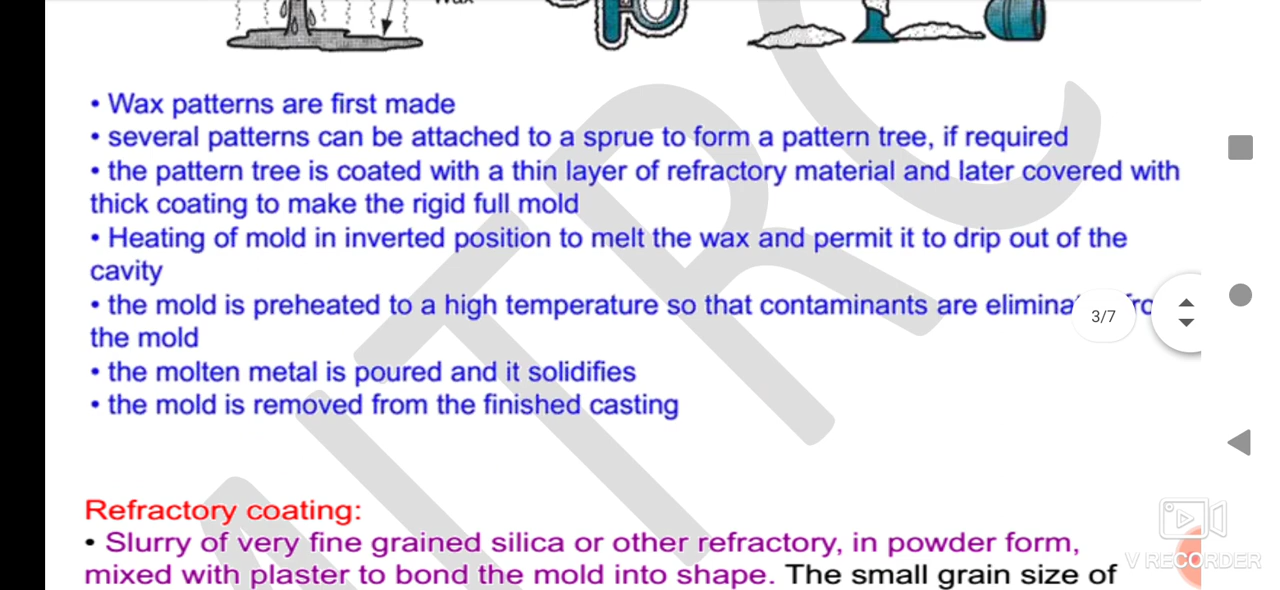 • Wax patterns are first made
• several patterns can be attached to a sprue to form a pattern tree, if required
• the pattern tree is coated with a thin layer of refractory material and later covered with
thick coating to make the rigid full mold
• Heating of mold in inverted position to melt the wax and permit it to drip out of the
cavity
• the mold is preheated to a high temperature so that contaminants are
the mold
• the molten metal is poured and it solidifies
• the mold is removed from the finished casting
3/7
Refractory coating:
• Slurry of very fine grained silica or other refractory, in powder form,
mixed with plaster to bond the mold into shape. The small grain size of
V RECORDER